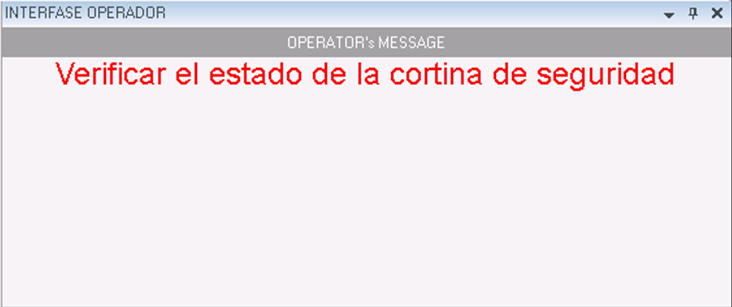 INTERFASE OPERADOR
OPERATOR's MESSAGE
Verificar el estado de la cortina de seguridad